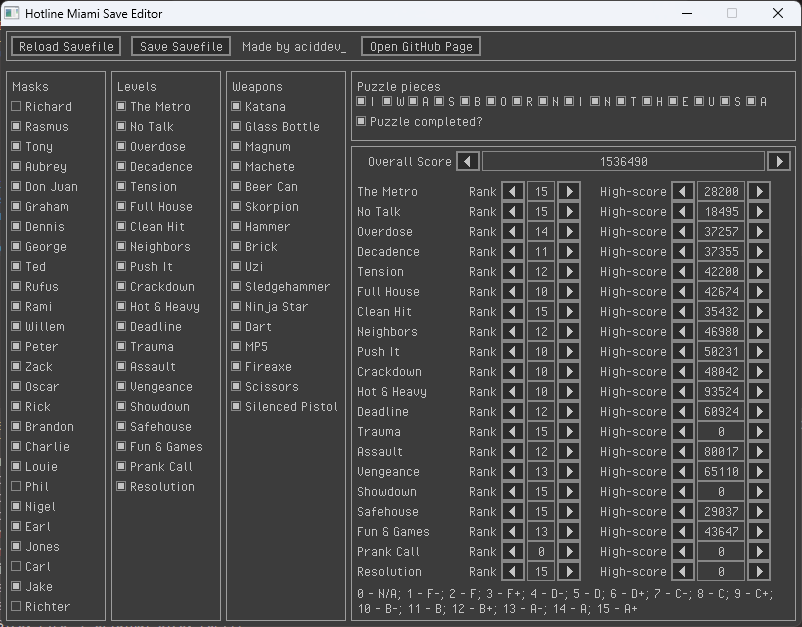 Hotline Miami Save Editor
Reload Savefile Save Savefile Made by aciddev_ Open GitHub Page
Masks
Richard
Rasmus
Tony
Aubrey
Don Juan
Graham
Dennis
George
Ted
Rufus
Rami
Willem
Peter
Zack
Oscar
Rick
Brandon
Charlie
Louie
Phil
Nigel
Earl
Jones
Carl
Jake
Richter
Levels
The Metro
No Talk
Overdose
Decadence
Tension
Full House
Clean Hit
Neighbors
Push It
Crackdown
Hot & Heavy
Deadline
Trauma
Assault
Vengeance
Showdown
Safehouse
Fun & Games
Prank Call
Resolution
Weapons
Katana
Glass Bottle
Magnum
Machete
Beer Can
Skorpion
Hammer
Brick
Uzi
Sledgehammer
Ninja Star
Dart
MP5
Fireaxe
Scissors
Silenced Pistol
Puzzle pieces
I W A S B O R N I N T H E U S A
Puzzle completed?
Overall Score 1536490
The Metro Rank 15 High-score 28200
No Talk Rank 15 High-score 18495
Overdose Rank 14 High-score 37257
Decadence Rank 11 High-score 37355
Tension Rank 12 High-score 42200
Full House Rank 10 High-score 42674
Clean Hit Rank 15 High-score 35432
Neighbors Rank 12 High-score 46980
Push It Rank 10 High-score 50231
Crackdown Rank 10 High-score 48042
Hot & Heavy Rank 10 High-score 93524
Deadline Rank 12 High-score 60924
Trauma Rank 15 High-score 0
Assault Rank 12 High-score 80017
Vengeance Rank 13 High-score 65110
Showdown Rank 15 High-score 0
Safehouse Rank 15 High-score 29037
Fun & Games Rank 13 High-score 43647
Prank Call Rank 0 High-score 0
Resolution Rank 15 High-score 0
0 - N/A; 1 - F-; 2 - F; 3 - F+; 4 - D-; 5 - D; 6 - D+; 7 - C-; 8 - C; 9 - C+;
10 - B-; 11 - B; 12 - B+; 13 - A-; 14 - A; 15 - A+